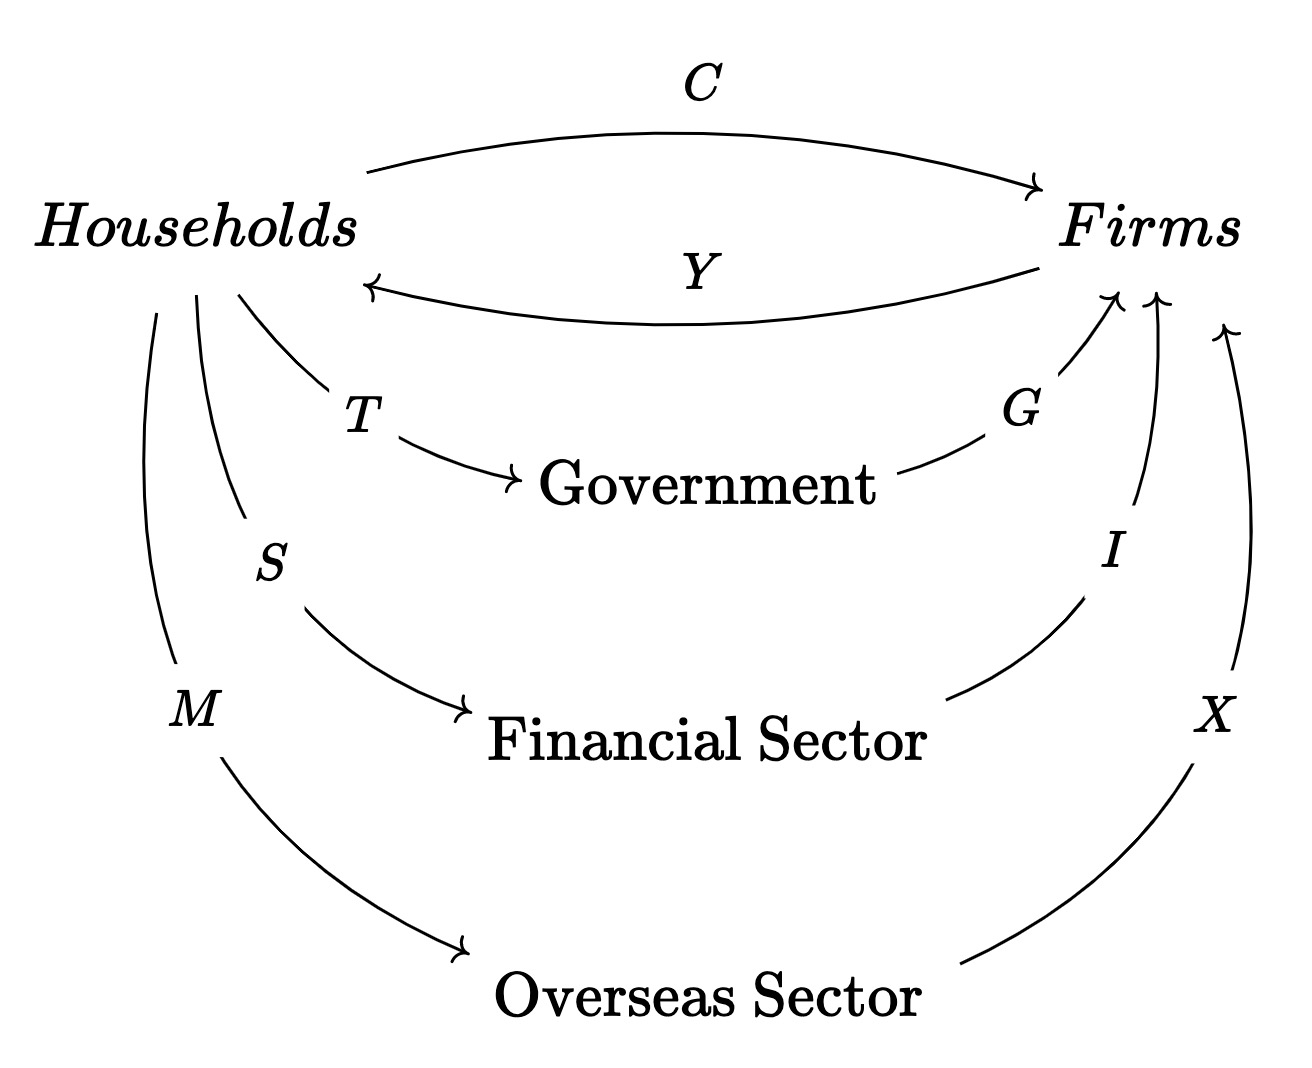 C
Households Firms
Y
T G
Government
S I
Financial Sector
M X
Overseas Sector